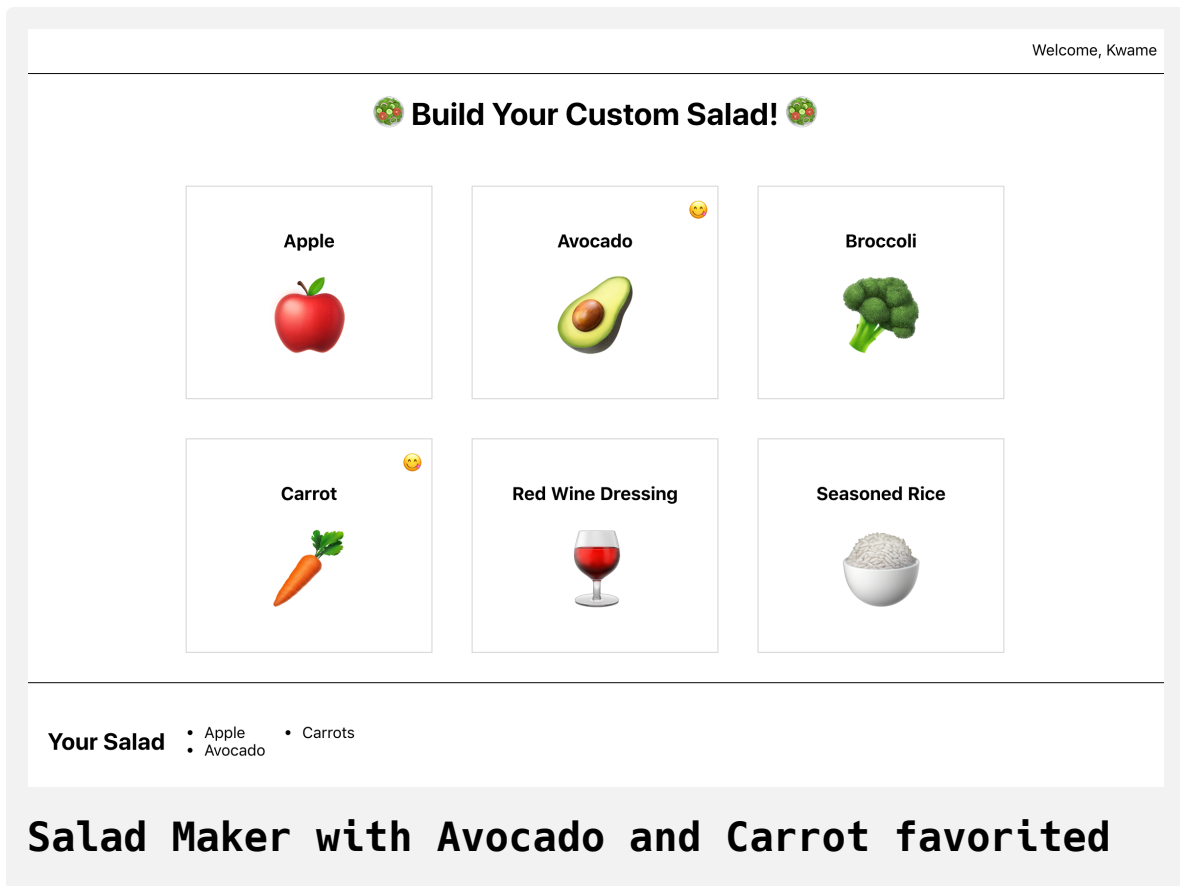 Welcome, Kwame
Build Your Custom Salad!
Apple
Avocado
Broccoli
Carrot
Red Wine Dressing
Seasoned Rice
Your Salad
• Apple
• Avocado
• Carrots
Salad Maker with Avocado and Carrot favorited